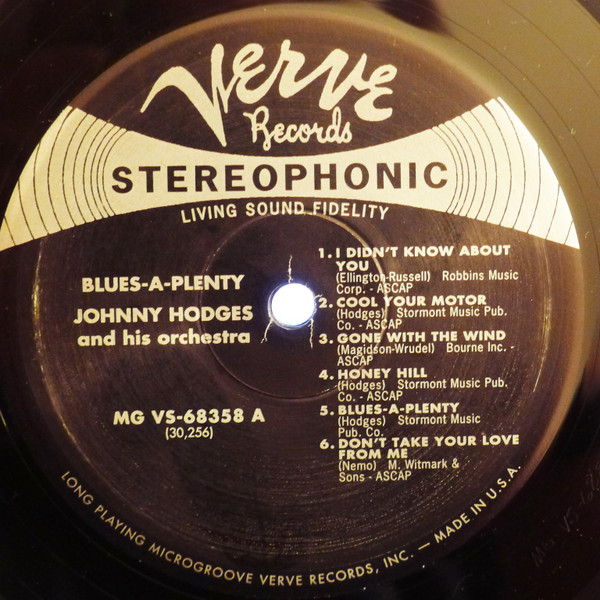 Verve
Records
STEREOPHONIC
LIVING SOUND FIDELITY
BLUES-A-PLENTY
JOHNNY HODGES
and his orchestra
MG VS-68358 A
(30,256)
1. I DIDN'T KNOW ABOUT
YOU
(Ellington-Russell) Robbins Music
Corp. - ASCAP
2. COOL YOUR MOTOR
(Hodges) Stormont Music Pub.
Co. - ASCAP
3. GONE WITH THE WIND
(Magidson-Wrudel) Bourne Inc. -
ASCAP
4. HONEY HILL
(Hodges) Stormont Music Pub.
Co. - ASCAP
5. BLUES-A-PLENTY
(Hodges) Stormont Music
Pub. Co.
6. DON'T TAKE YOUR LOVE
FROM ME
(Nemo) M. Witmark &
Sons - ASCAP
LONG PLAYING MICROGROOVE VERVE RECORDS, INC. — MADE IN U.S.A.